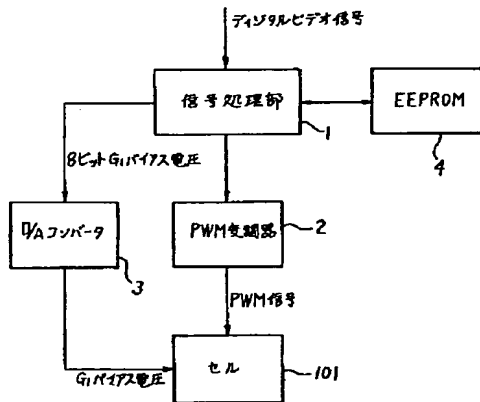 ディジタルビデオ信号
信号処理部
1
EEPROM
4
8ビットG1バイアス電圧
D/Aコンバータ
3
PWM変調器
2
PWM信号
G1バイアス電圧
セル
101